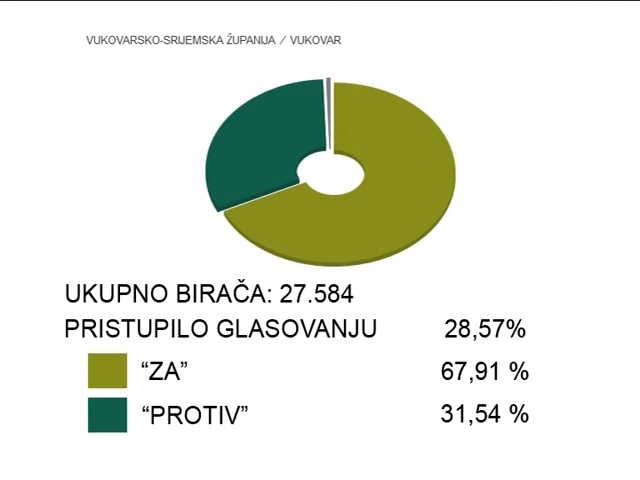 VUKOVARSKO-SRIJEMSKA ŽUPANIJA / VUKOVAR
UKUPNO BIRAČA: 27.584
PRISTUPILO GLASOVANJU 28,57%
“ZA” 67,91 %
“PROTIV” 31,54 %